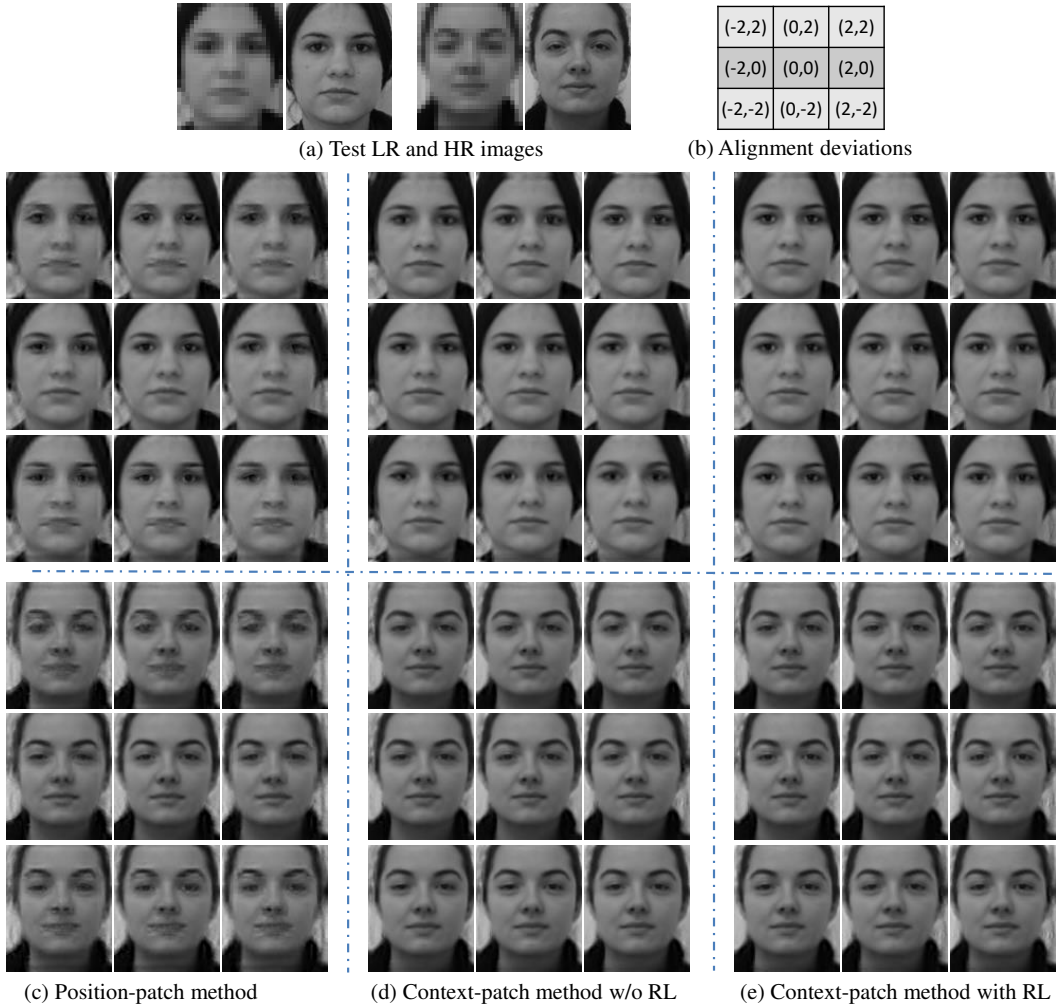 (-2,2) (0,2) (2,2)
(-2,0) (0,0) (2,0)
(-2,-2) (0,-2) (2,-2)
(a) Test LR and HR images
(b) Alignment deviations
(c) Position-patch method
(d) Context-patch method w/o RL
(e) Context-patch method with RL